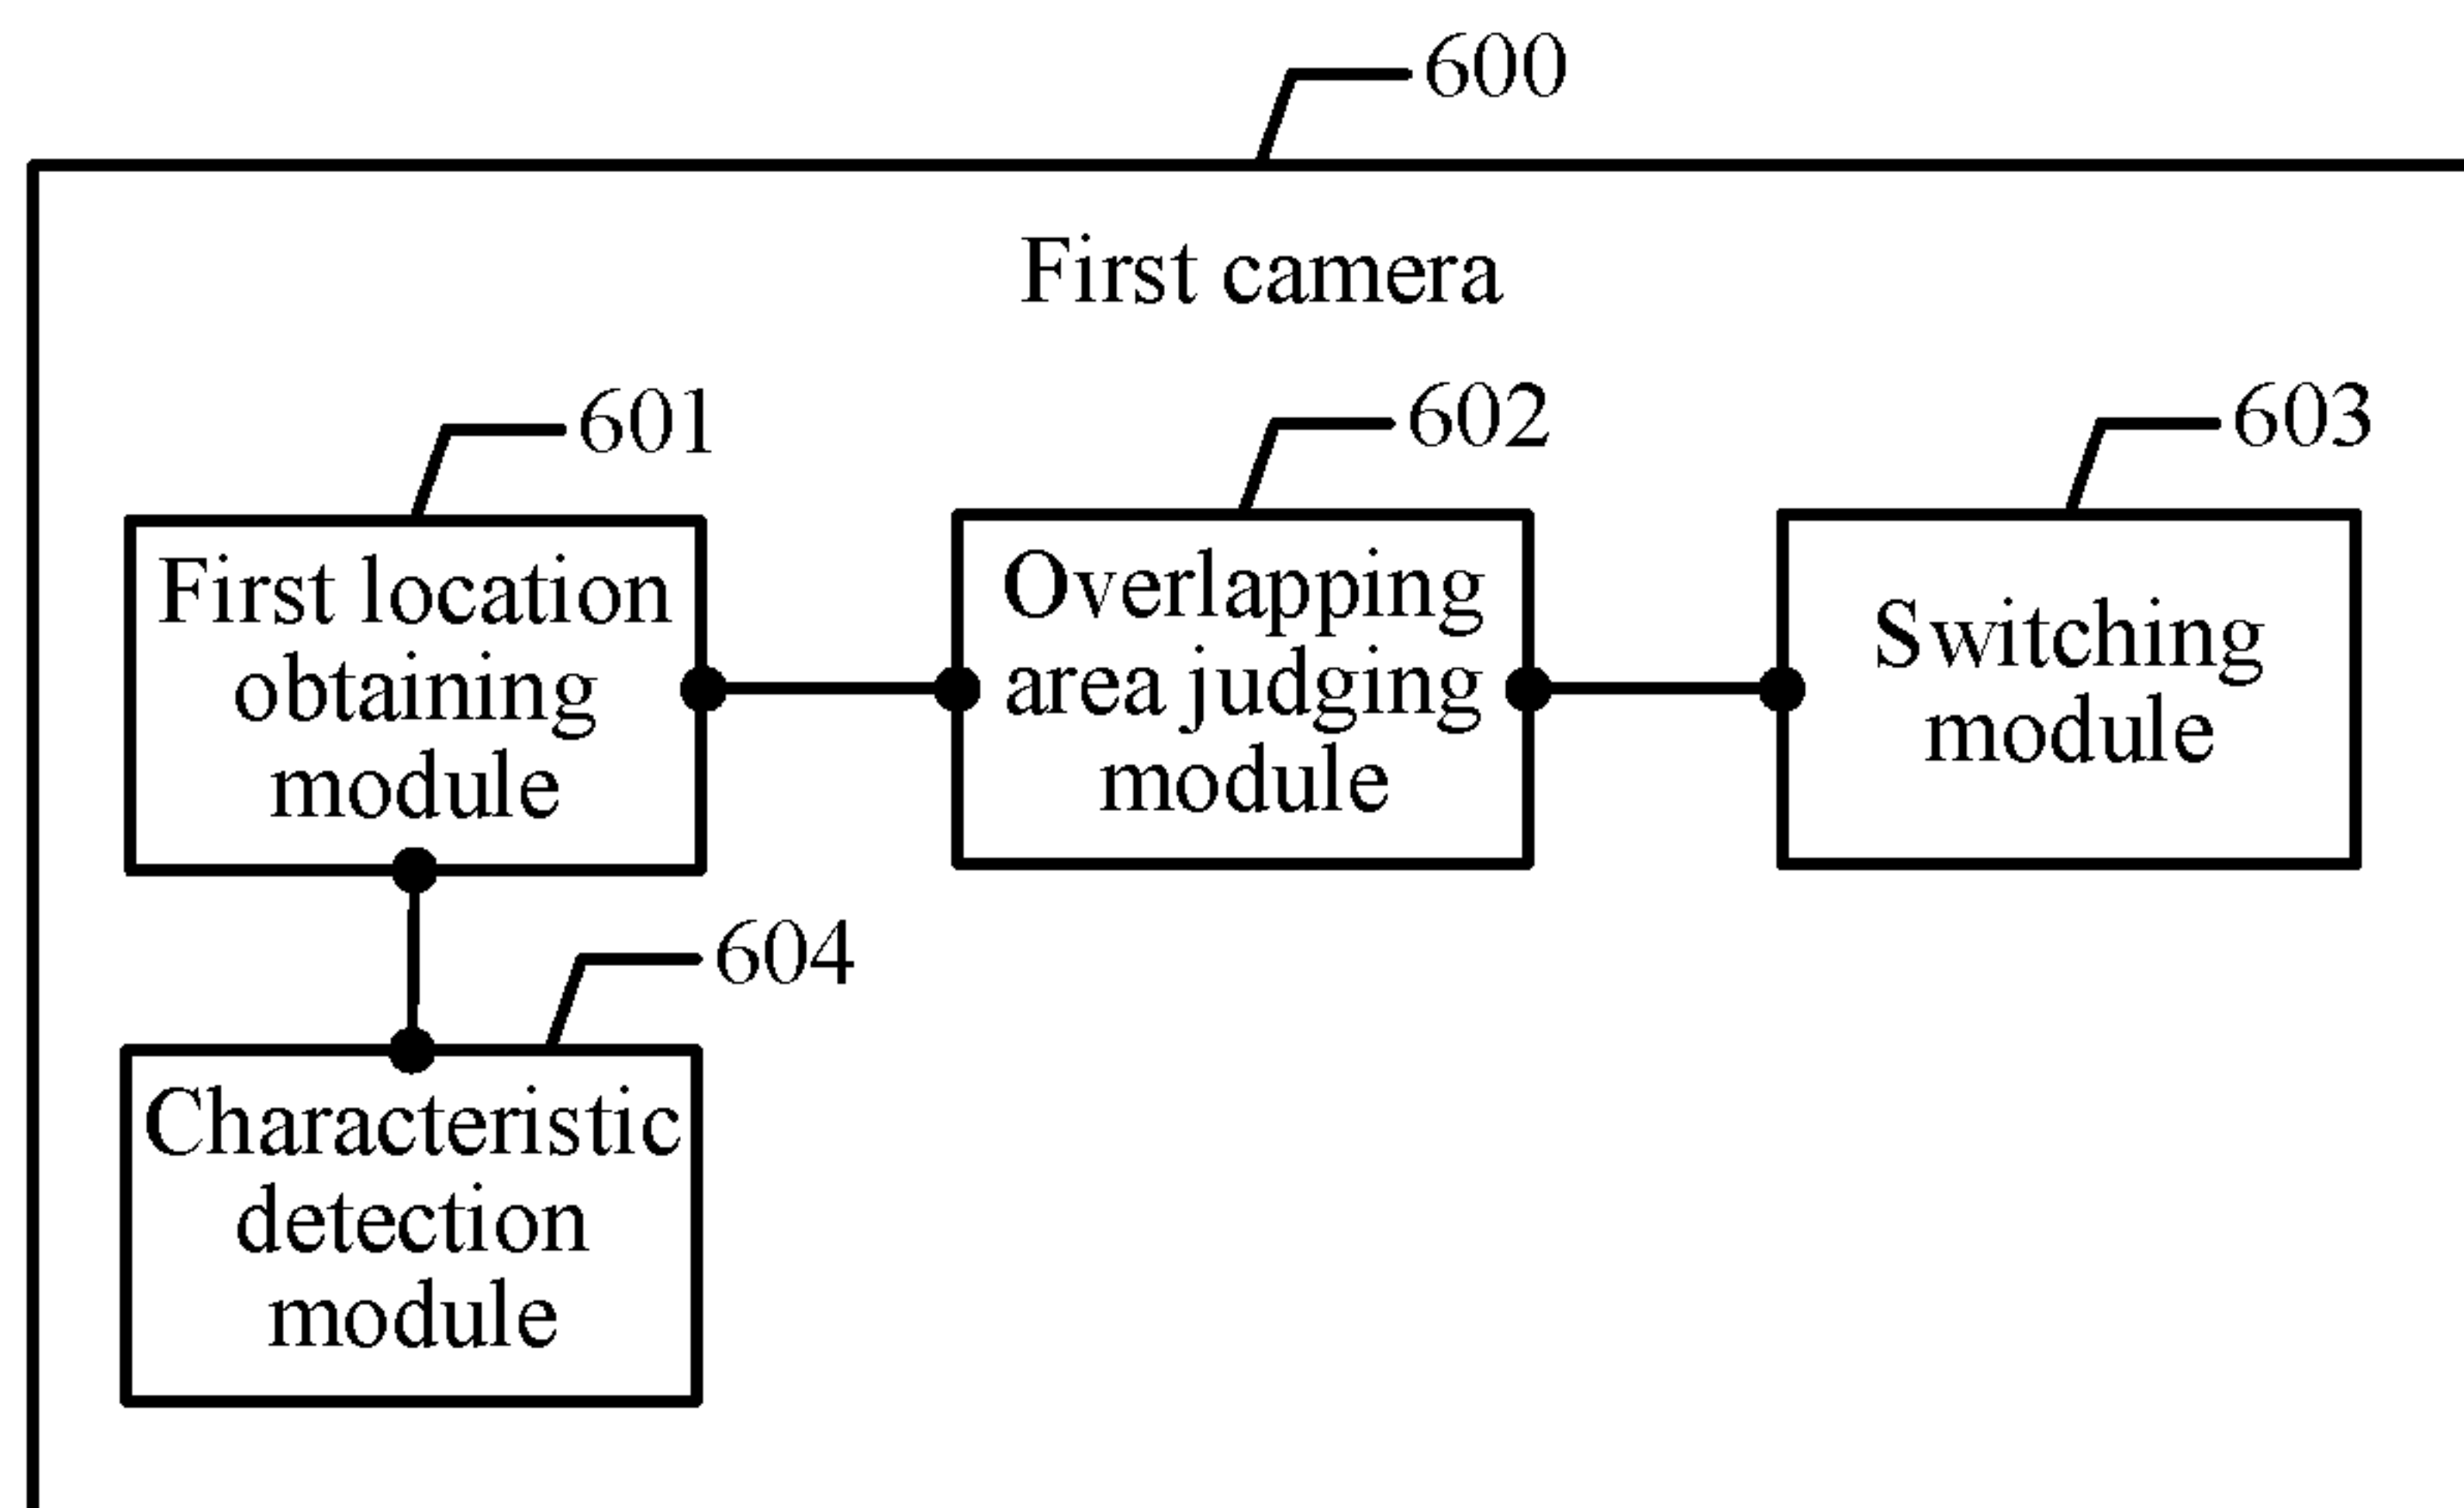 600
First camera
601
602
603
First location
obtaining
module
Overlapping
area judging
module
Switching
module
604
Characteristic
detection
module